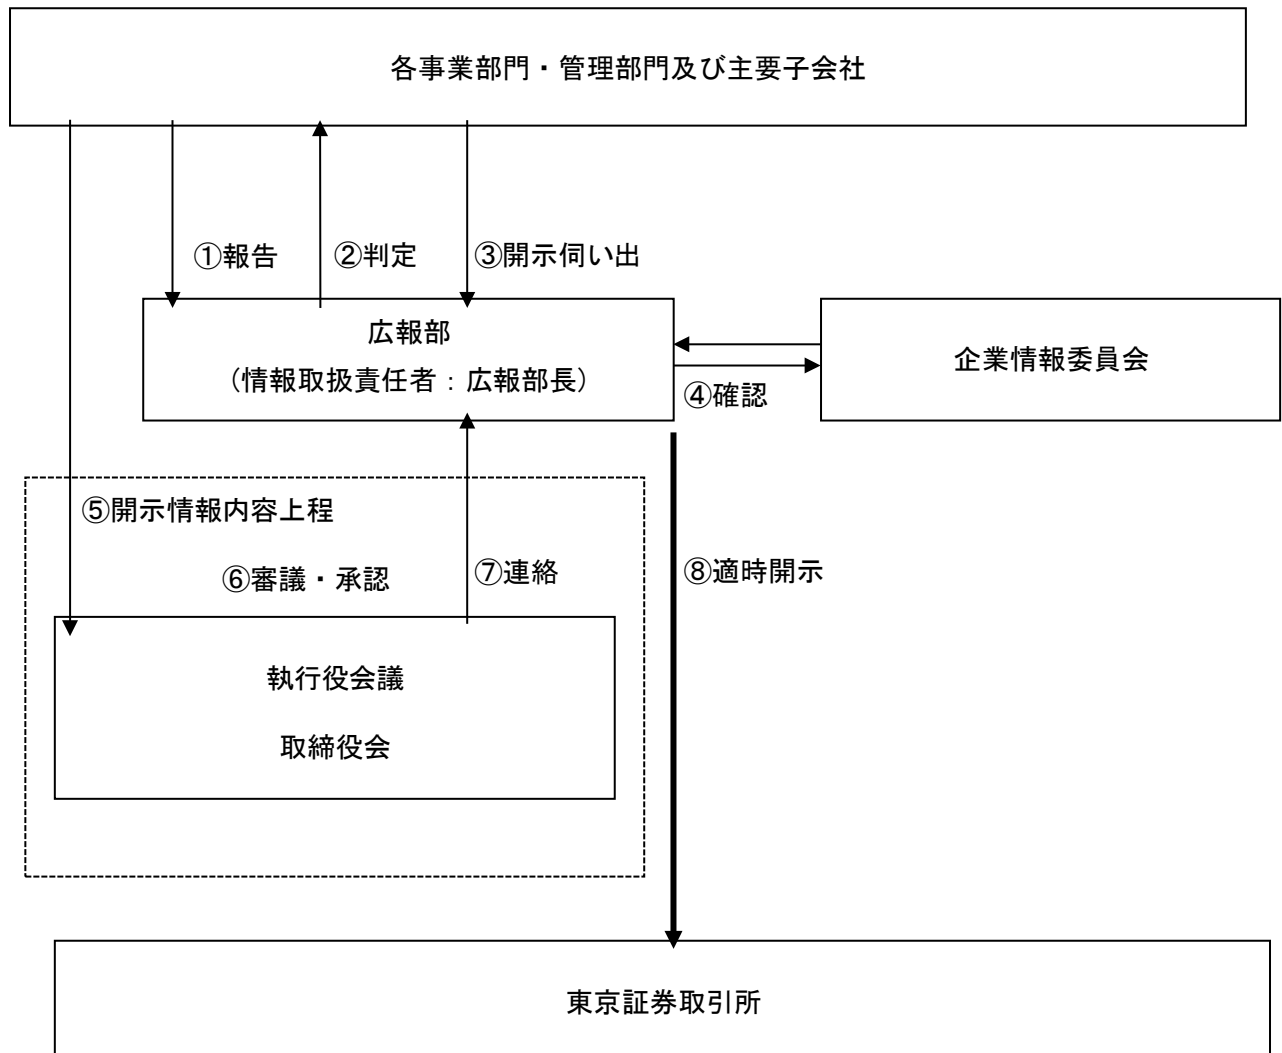 各事業部門・管理部門及び主要子会社
①報告
②判定
③開示伺い出
広報部
（情報取扱責任者：広報部長）
企業情報委員会
④確認
⑤開示情報内容上程
⑥審議・承認
⑦連絡
⑧適時開示
執行役会議
取締役会
東京証券取引所